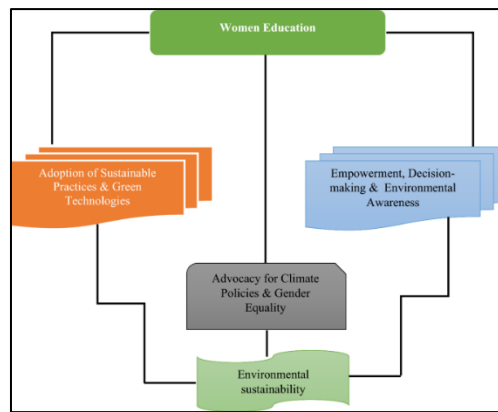 Women Education
Adoption of Sustainable
Practices & Green
Technologies
Empowerment, Decision-
making & Environmental
Awareness
Advocacy for Climate
Policies & Gender
Equality
Environmental
sustainability